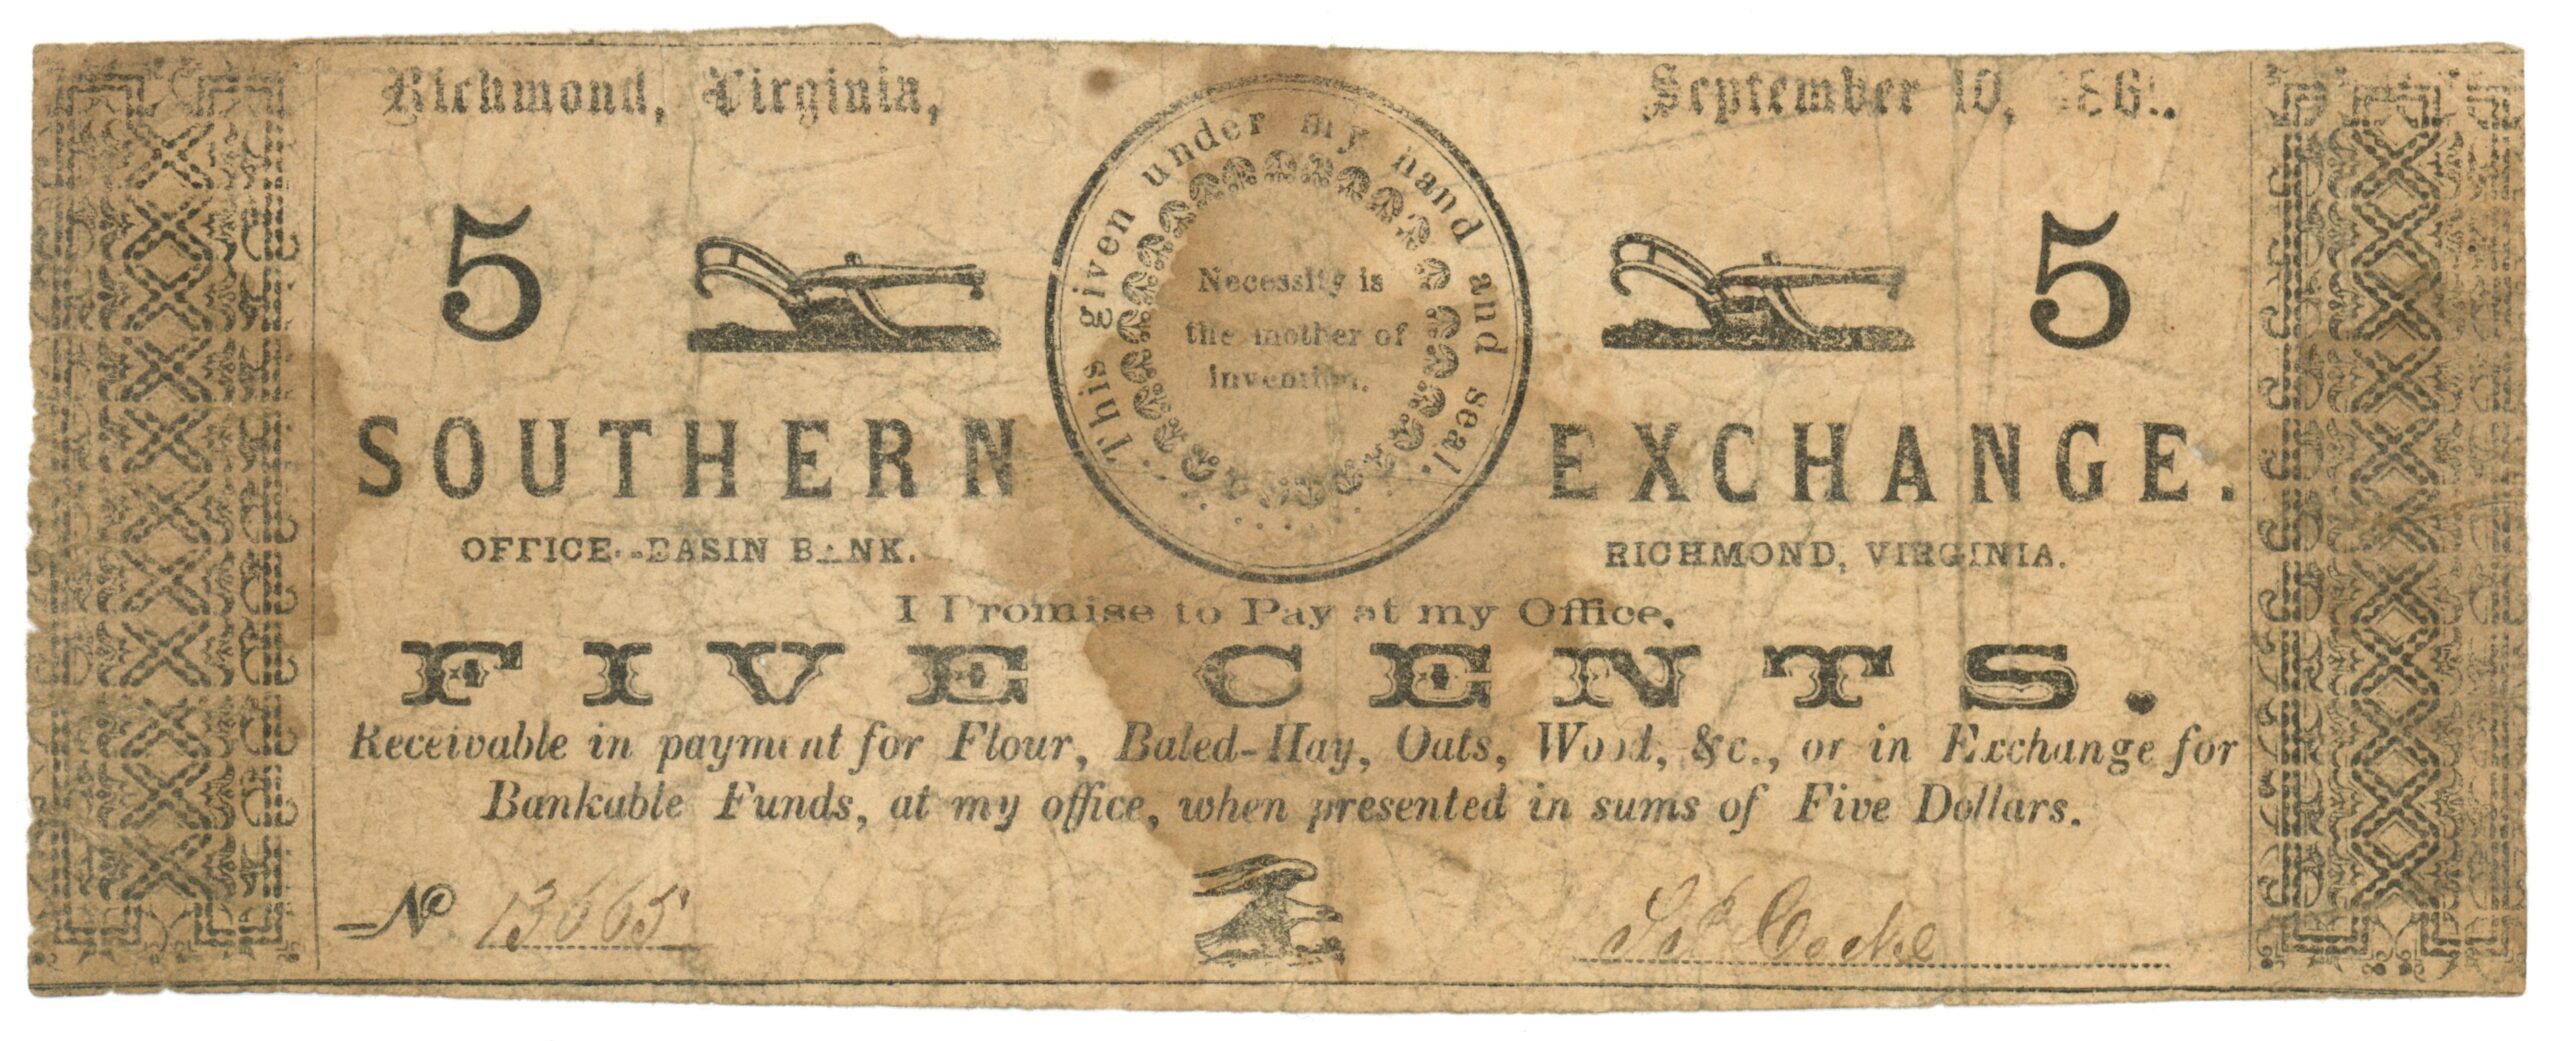 Richmond, Virginia,
September 10, 186
This given under my hand and seal.
Necessity is
the mother of
invention.
5
5
SOUTHERN EXCHANGE.
OFFICE--BASIN BANK.
RICHMOND, VIRGINIA.
I Promise to Pay at my Office.
FIVE CENTS.
Receivable in payment for Flour, Baled-Hay, Oats, Wood, &c., or in Exchange for
Bankable Funds, at my office, when presented in sums of Five Dollars.
No 13665
Cocke